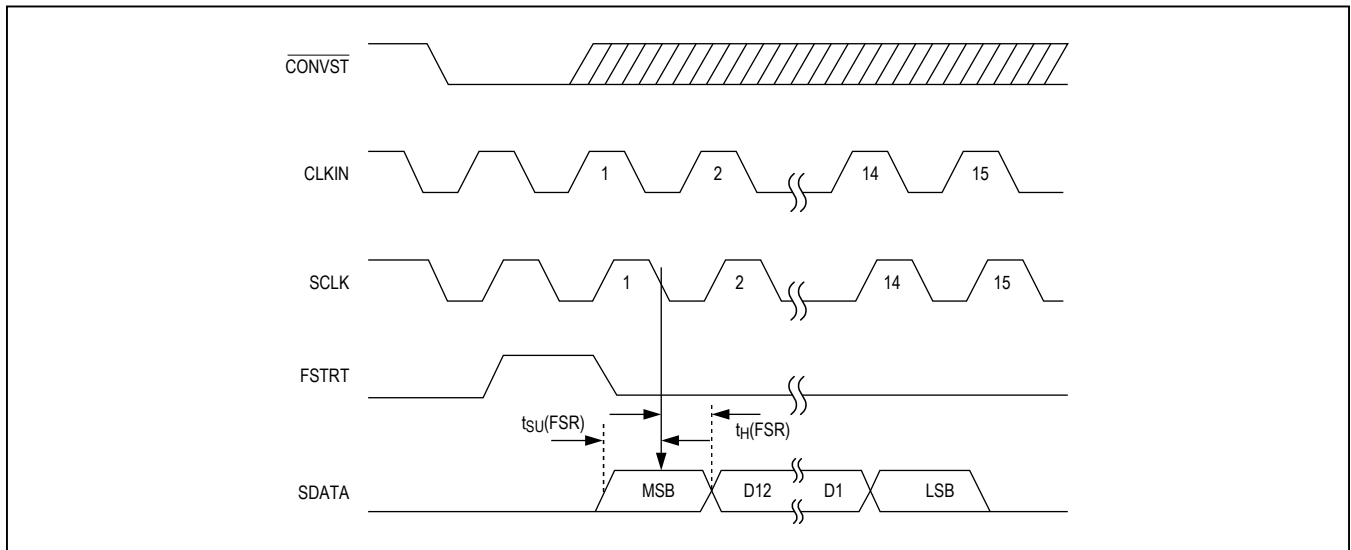 CONVST
CLKIN 1 2 14 15
SCLK 1 2 14 15
FSTRT
tSU(FSR) tH(FSR)
SDATA MSB D12 D1 LSB